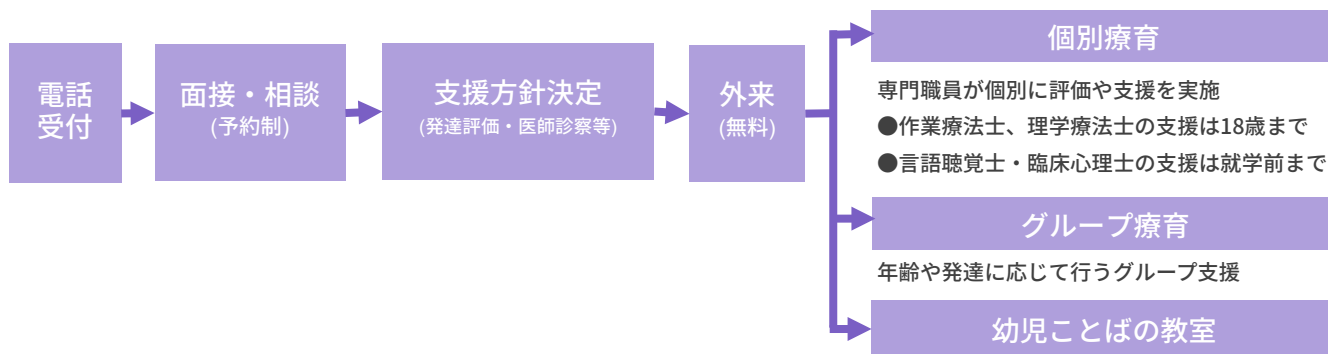 電話
受付
面接・相談
(予約制)
支援方針決定
(発達評価・医師診察等)
外来
(無料)
個別療育
専門職員が個別に評価や支援を実施
●作業療法士、理学療法士の支援は18歳まで
●言語聴覚士・臨床心理士の支援は就学前まで
グループ療育
年齢や発達に応じて行うグループ支援
幼児ことばの教室